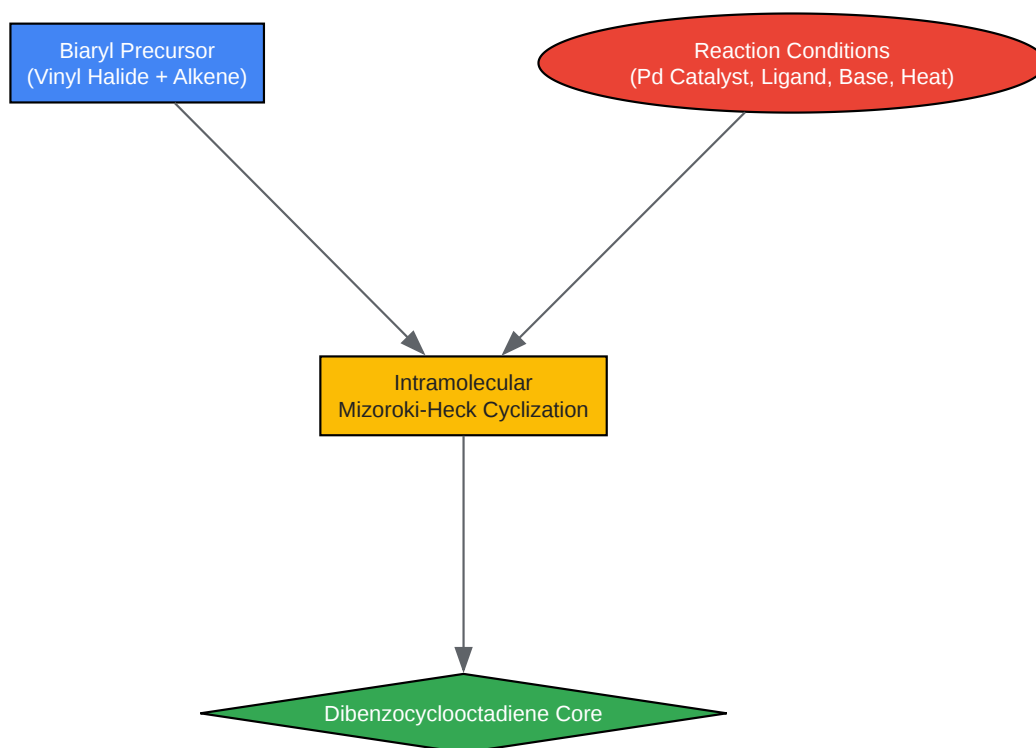 Biaryl Precursor
(Vinyl Halide + Alkene)
Reaction Conditions
(Pd Catalyst, Ligand, Base, Heat)
Intramolecular
Mizoroki-Heck Cyclization
Dibenzocyclooctadiene Core